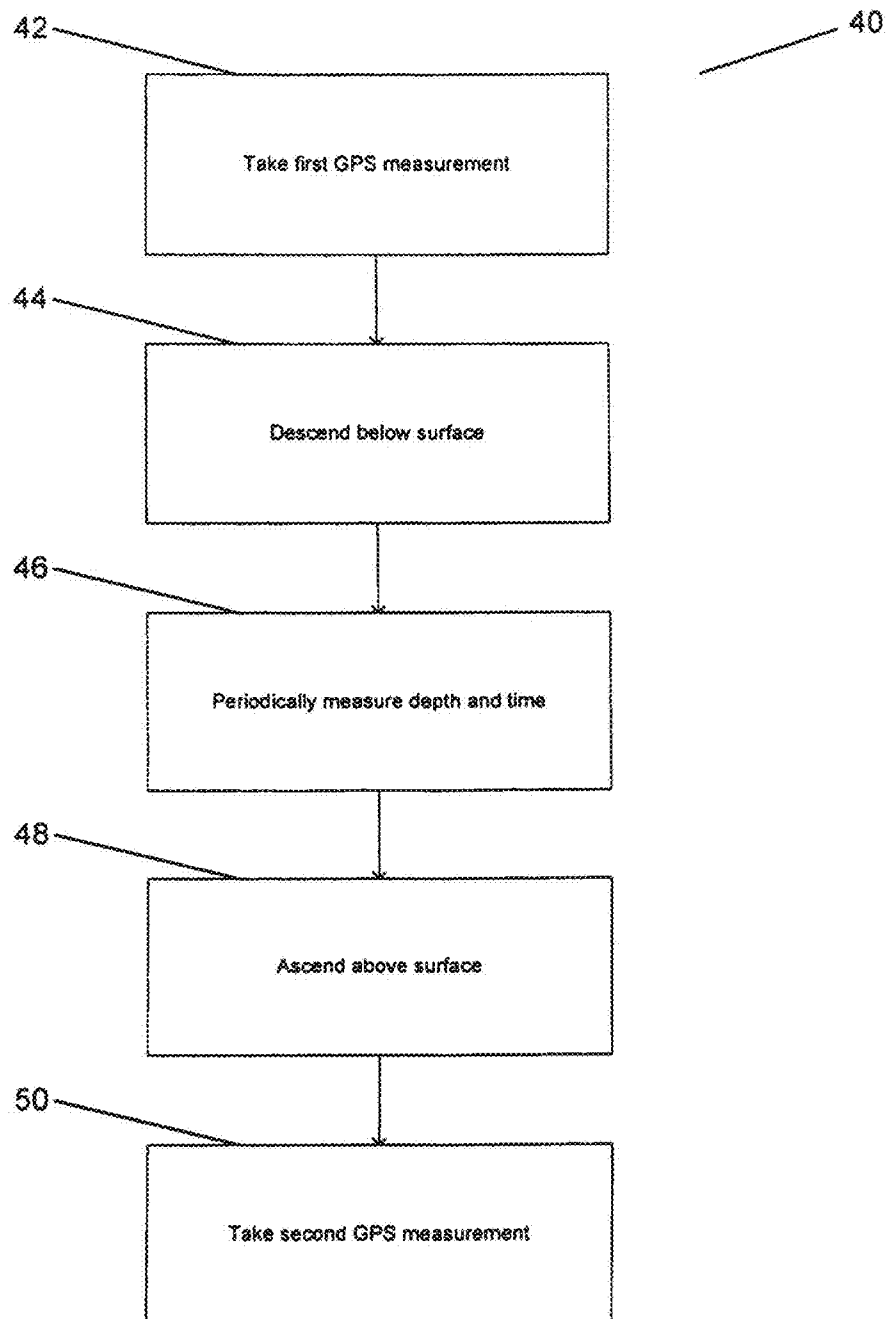 42
40
Take first GPS measurement
44
Descend below surface
46
Periodically measure depth and time
48
Ascend above surface
50
Take second GPS measurement